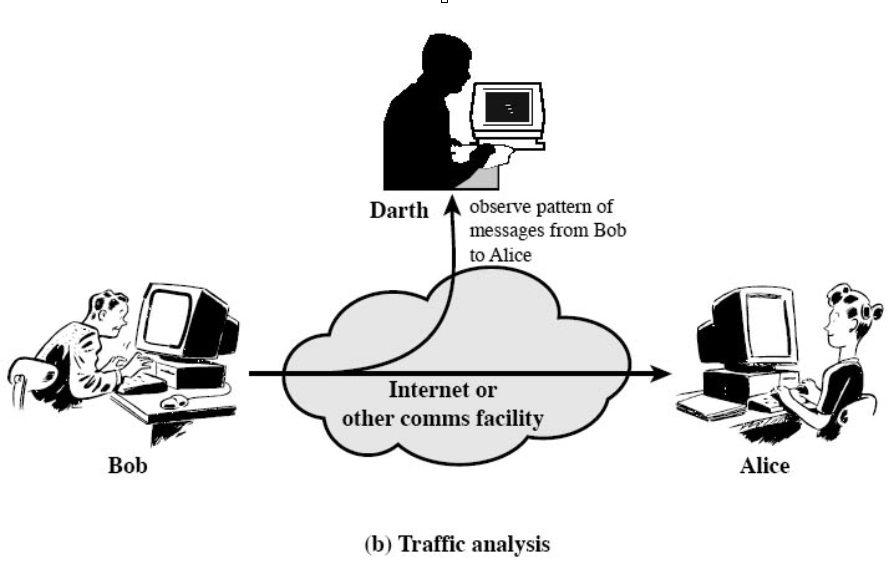 Darth
observe pattern of
messages from Bob
to Alice
Internet or
other comms facility
Bob
Alice
(b) Traffic analysis